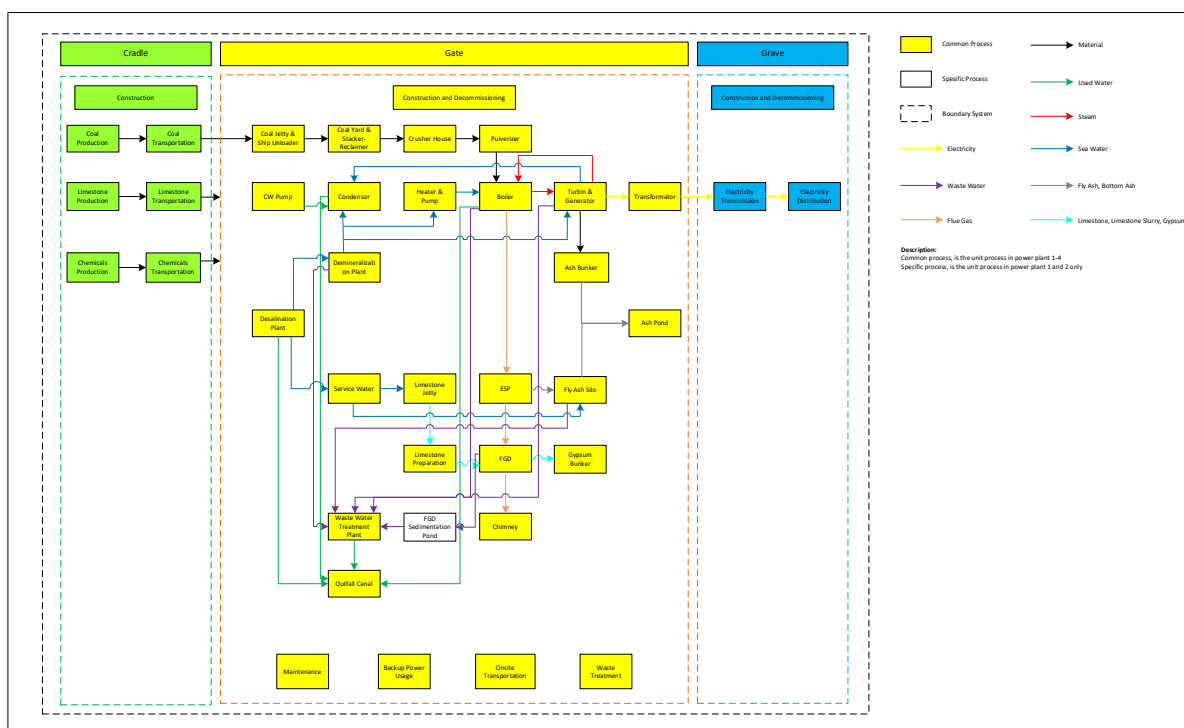 Cradle
Gate
Grave
Construction
Construction and Decommissioning
Construction and Decommissioning
Coal
Production
Coal
Transportation
Coal Jetty &
Ship Unloader
Coal Yard &
Stacker-
Reclaimer
Crusher House
Pulverizer
Limestone
Production
Limestone
Transportation
CW Pump
Condensor
Heater &
Pump
Boiler
Turbin &
Generator
Transformator
Electricity
Transmission
Electricity
Distribution
Chemicals
Production
Chemicals
Transportation
Demineralizati
on Plant
Ash Bunker
Desalination
Plant
Ash Pond
Service Water
Limestone
Jetty
ESP
Fly Ash Silo
Limestone
Preparation
FGD
Gypsum
Bunker
Waste Water
Treatment
Plant
FGD
Sedimentation
Pond
Chimney
Outfall Canal
Maintenance
Backup Power
Usage
Onsite
Transportation
Waste
Treatment
Common Process
Material
Spesific Process
Used Water
Boundary System
Steam
Electricity
Sea Water
Waste Water
Fly Ash, Bottom Ash
Flue Gas
Limestone, Limestone Slurry, Gypsum
Description:
Common process, is the unit process in power plant 1-4
Specific process, is the unit process in power plant 1 and 2 only